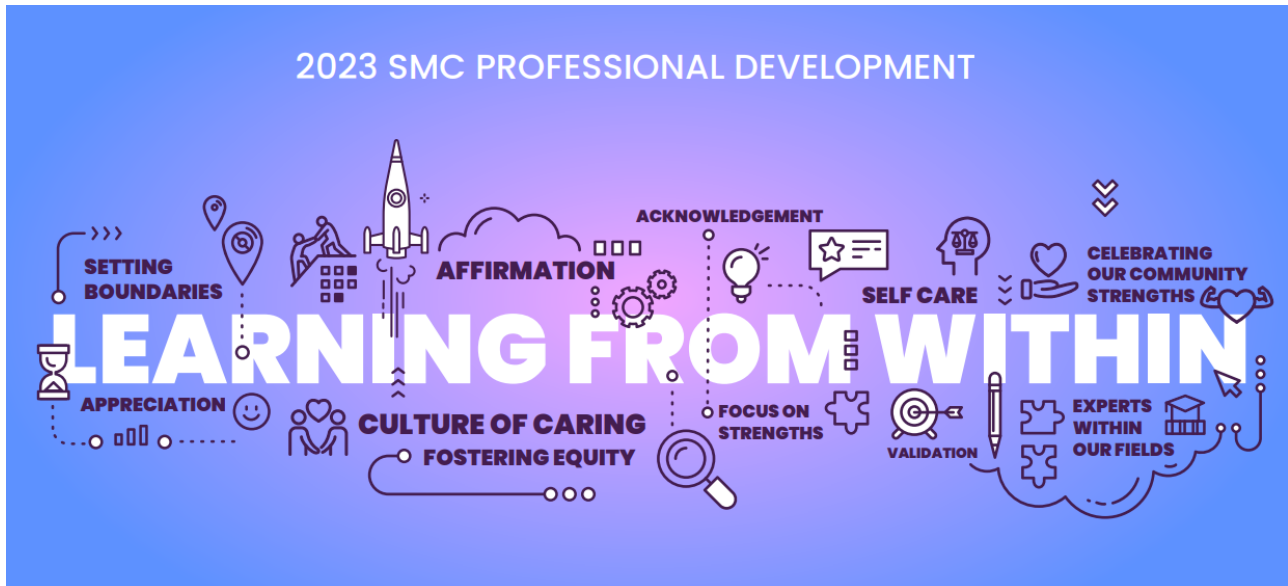 2023 SMC PROFESSIONAL DEVELOPMENT
ACKNOWLEDGEMENT
SETTING
BOUNDARIES
AFFIRMATION
SELF CARE
CELEBRATING
OUR COMMUNITY
STRENGTHS
LEARNING FROM WITHIN
APPRECIATION
CULTURE OF CARING
FOSTERING EQUITY
FOCUS ON
STRENGTHS
VALIDATION
EXPERTS
WITHIN
OUR FIELDS